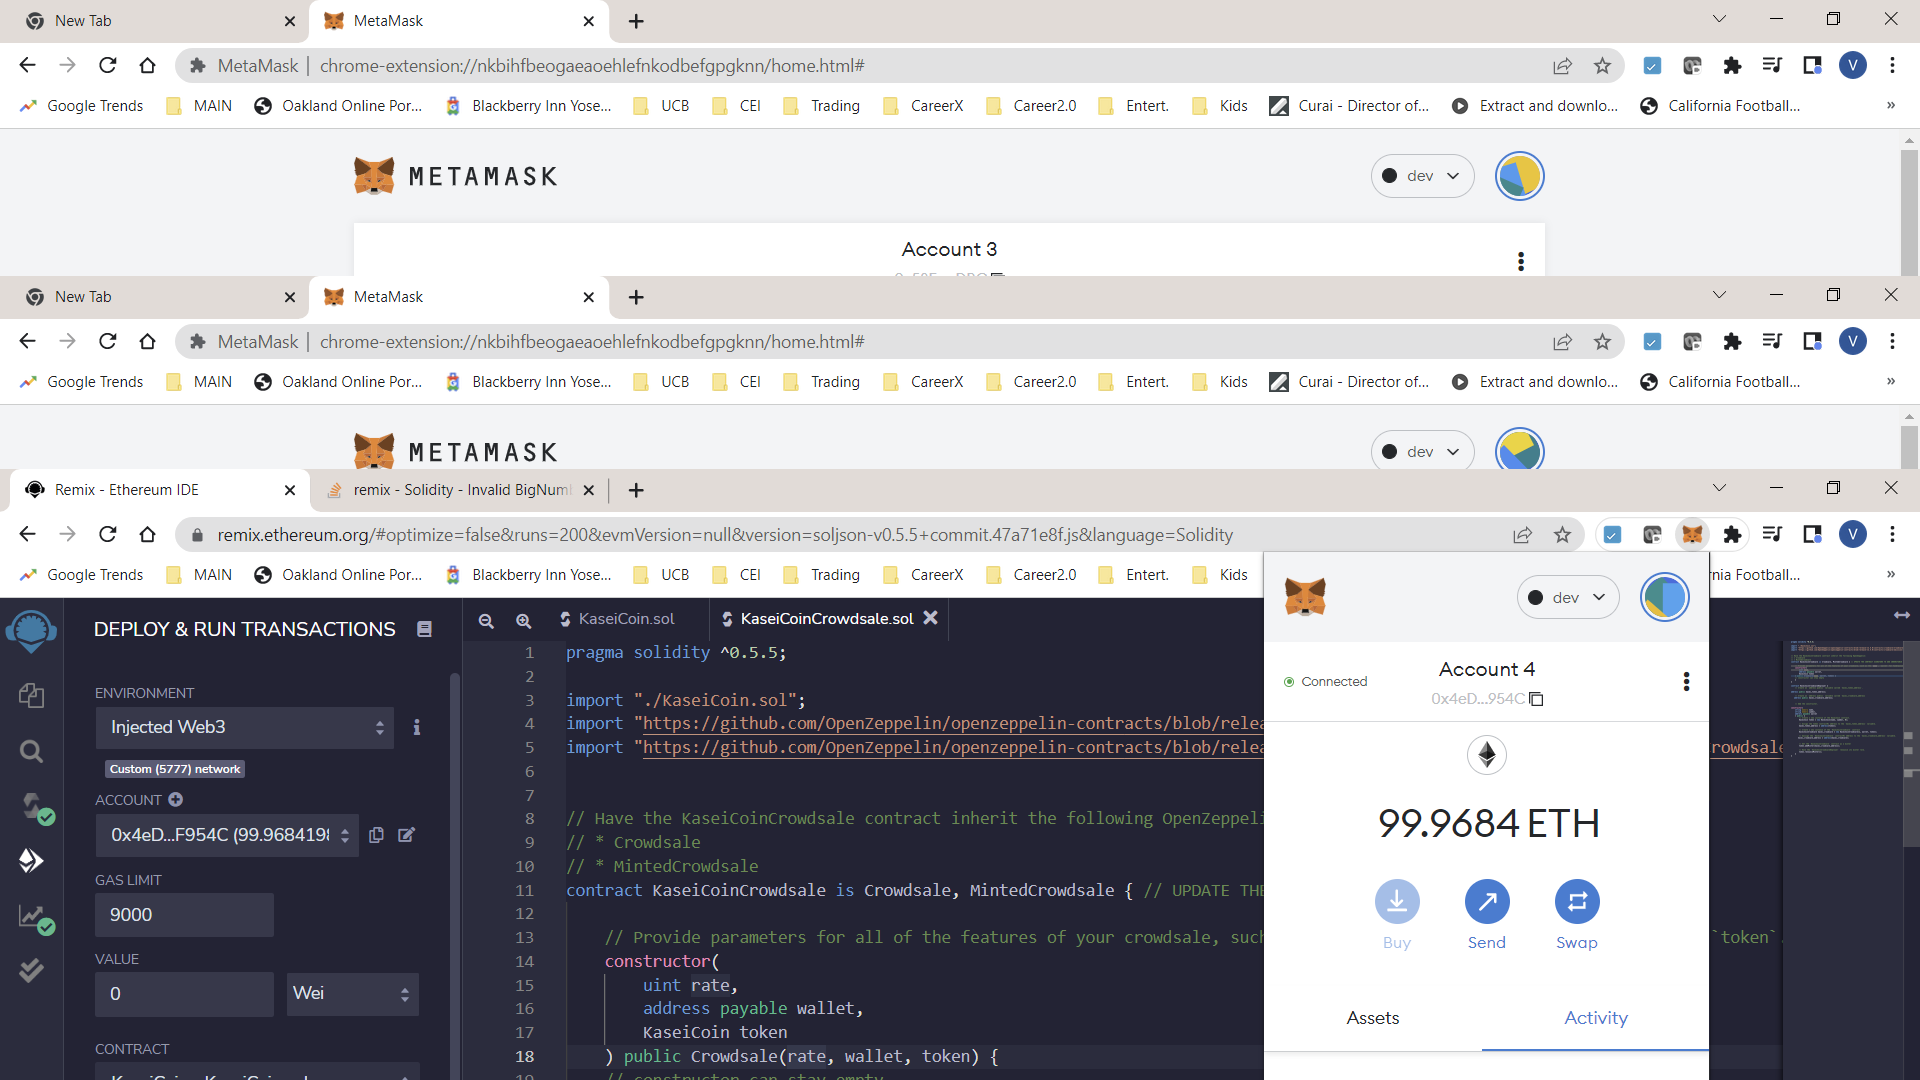 New Tab
MetaMask
MetaMask | chrome-extension://nkbihfbeogaeaoehlefnkodbefgpgknn/home.html#
V
Google Trends MAIN Oakland Online Por... Blackberry Inn Yose... UCB CEI Trading CareerX Career2.0 Entert. Kids Curai - Director of... Extract and downlo... California Football... »
METAMASK
dev
Account 3
New Tab
MetaMask
MetaMask | chrome-extension://nkbihfbeogaeaoehlefnkodbefgpgknn/home.html#
V
Google Trends MAIN Oakland Online Por... Blackberry Inn Yose... UCB CEI Trading CareerX Career2.0 Entert. Kids Curai - Director of... Extract and downlo... California Football... »
METAMASK
dev
Remix - Ethereum IDE
remix - Solidity - Invalid BigNum
remix.ethereum.org/#optimize=false&runs=200&evmVersion=null&version=soljson-v0.5.5+commit.47a71e8f.js&language=Solidity
V
Google Trends MAIN Oakland Online Por... Blackberry Inn Yose... UCB CEI Trading CareerX Career2.0 Entert. Kids rnia Football... »
DEPLOY & RUN TRANSACTIONS
ENVIRONMENT
Injected Web3
Custom (5777) network
ACCOUNT
0x4eD...F954C (99.9684198
GAS LIMIT
9000
VALUE
0
Wei
CONTRACT
KaseiCoin.sol
KaseiCoinCrowdsale.sol
1 pragma solidity ^0.5.5;
2
3 import "./KaseiCoin.sol";
4 import "https://github.com/OpenZeppelin/openzeppelin-contracts/blob/relea
5 import "https://github.com/OpenZeppelin/openzeppelin-contracts/blob/relea rowdsale
6
7
8 // Have the KaseiCoinCrowdsale contract inherit the following OpenZeppeli
9 // * Crowdsale
10 // * MintedCrowdsale
11 contract KaseiCoinCrowdsale is Crowdsale, MintedCrowdsale { // UPDATE THE
12
13 // Provide parameters for all of the features of your crowdsale, such `token`.
14 constructor(
15 uint rate,
16 address payable wallet,
17 KaseiCoin token
18 ) public Crowdsale(rate, wallet, token) {
19 // constructor can stay empty
dev
Connected
Account 4
0x4eD...954C
99.9684 ETH
Buy
Send
Swap
Assets
Activity